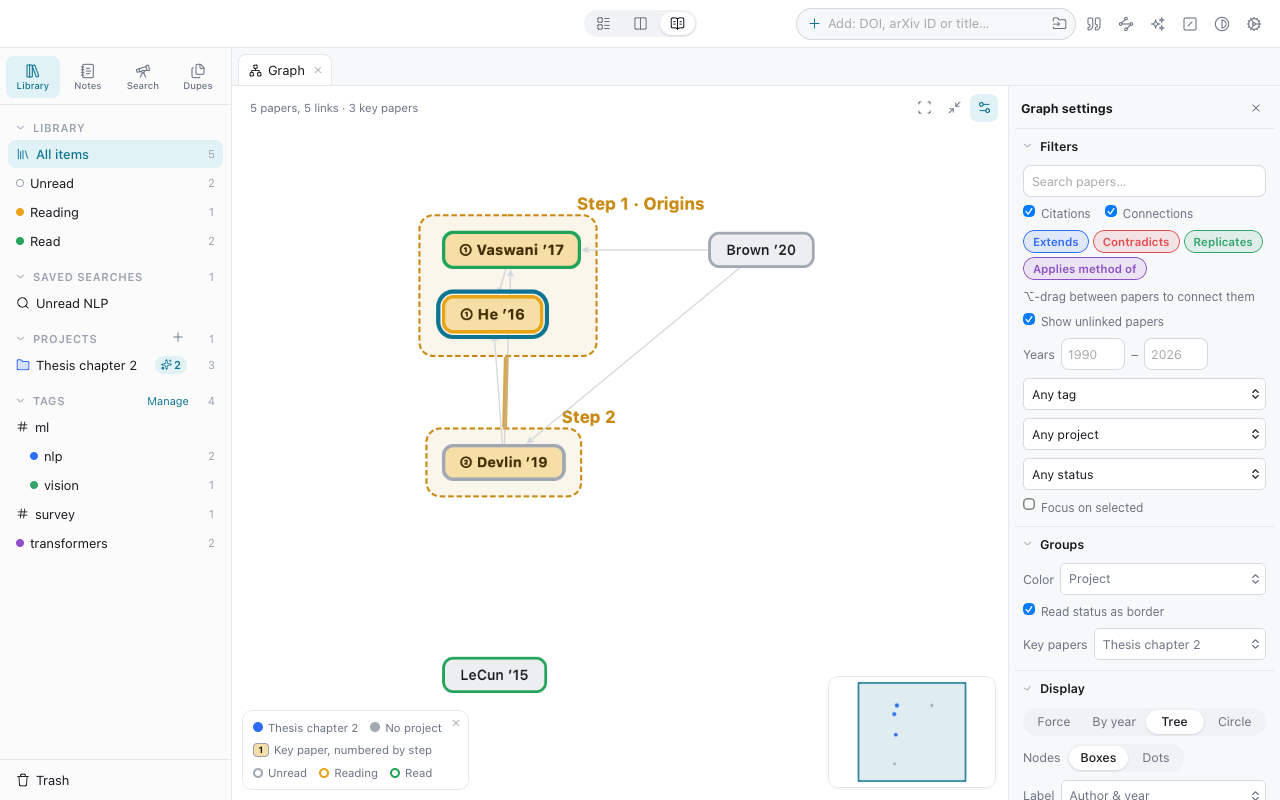 Add: DOI, arXiv ID or title...
Library
Notes
Search
Dupes
LIBRARY
All items 5
Unread 2
Reading 1
Read 2
SAVED SEARCHES 1
Unread NLP
PROJECTS 1
Thesis chapter 2 2 3
TAGS Manage 4
# ml
nlp 2
vision 1
# survey 1
transformers 2
Trash
Graph
5 papers, 5 links · 3 key papers
Step 1 · Origins
1 Vaswani ’17
Brown ’20
1 He ’16
Step 2
Devlin ’19
LeCun ’15
Thesis chapter 2 No project
1 Key paper, numbered by step
Unread Reading Read
Graph settings
Filters
Search papers...
Citations Connections
Extends Contradicts Replicates
Applies method of
⌥-drag between papers to connect them
Show unlinked papers
Years 1990 – 2026
Any tag
Any project
Any status
Focus on selected
Groups
Color Project
Read status as border
Key papers Thesis chapter 2
Display
Force By year Tree Circle
Nodes Boxes Dots
Label Author & year